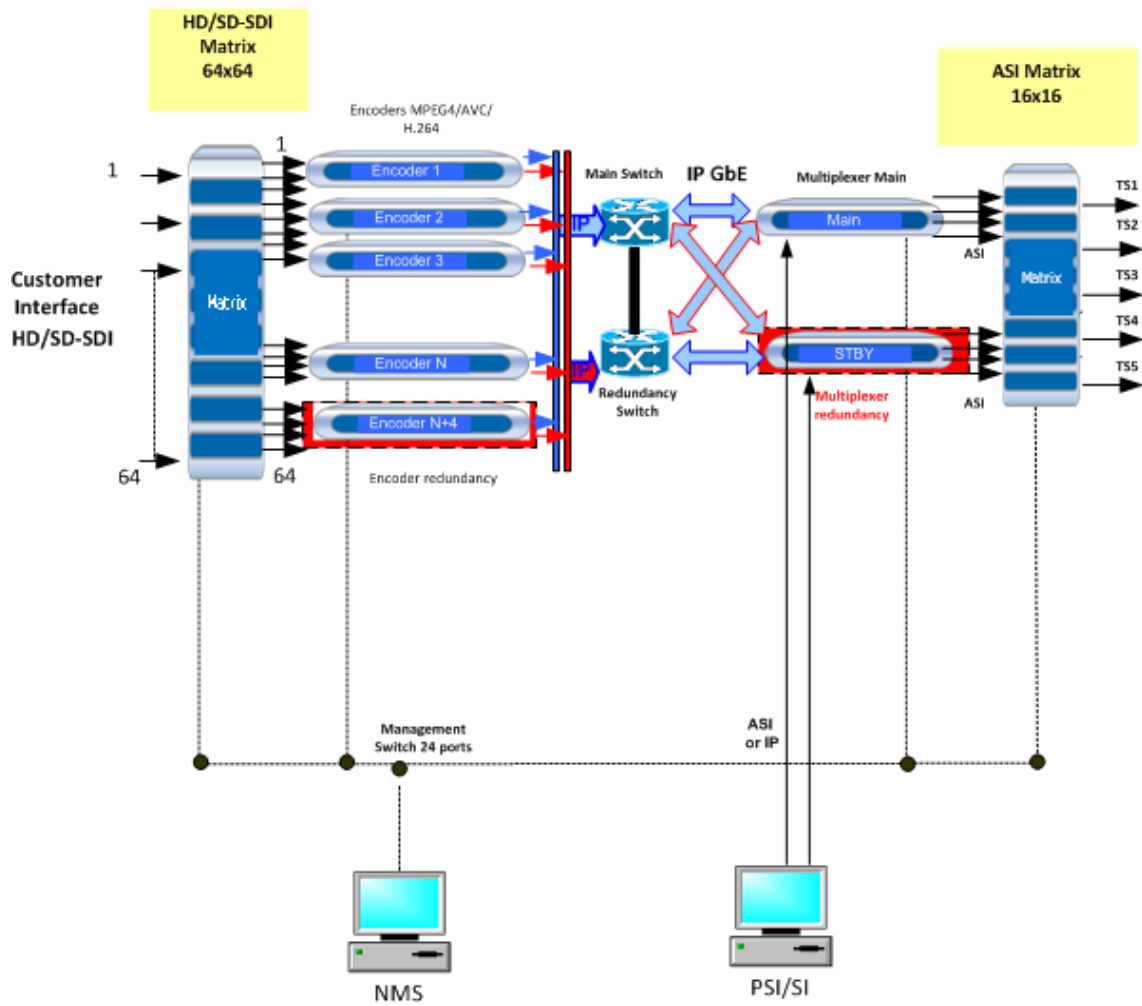 HD/SD-SDI
Matrix
64x64
ASI Matrix
16x16
Encoders MPEG4/AVC/
H.264
1
1
Encoder 1
Encoder 2
Encoder 3
Encoder N
Encoder N+4
Encoder redundancy
Customer
Interface
HD/SD-SDI
Matrix
64
64
IP
IP
Main Switch
IP GbE
Redundancy
Switch
Multiplexer Main
Main
ASI
STBY
Multiplexer
redundancy
ASI
Matrix
TS1
TS2
TS3
TS4
TS5
Management
Switch 24 ports
ASI
or IP
NMS
PSI/SI